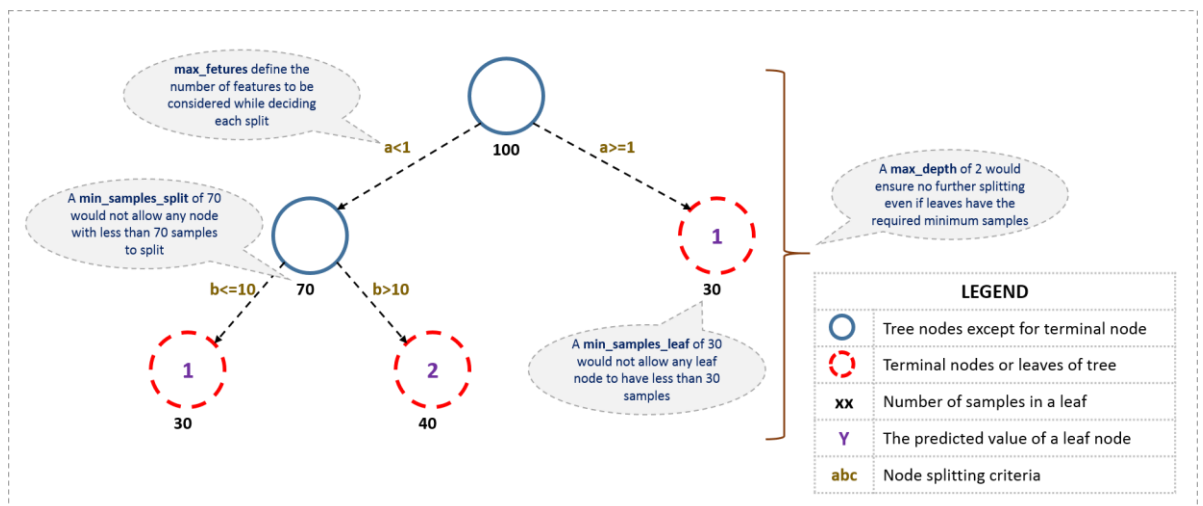 max_fetures define the
number of features to be
considered while deciding
each split
100
a<1
a>=1
A max_depth of 2 would
ensure no further splitting
even if leaves have the
required minimum samples
A min_samples_split of 70
would not allow any node
with less than 70 samples
to split
1
70
30
b<=10
b>10
A min_samples_leaf of 30
would not allow any leaf
node to have less than 30
samples
1
2
30
40
LEGEND
Tree nodes except for terminal node
Terminal nodes or leaves of tree
xx Number of samples in a leaf
Y The predicted value of a leaf node
abc Node splitting criteria